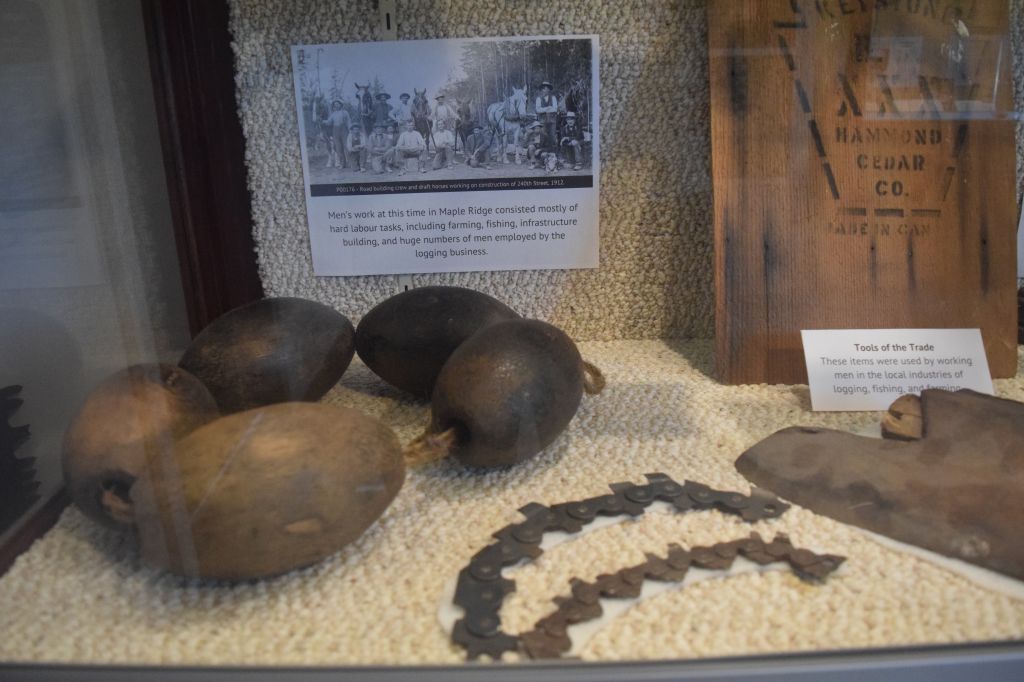 P00176 - Road building crew and draft horses working on construction of 240th Street, 1912.
Men's work at this time in Maple Ridge consisted mostly of
hard labour tasks, including farming, fishing, infrastructure
building, and huge numbers of men employed by the
logging business.
KEYSTONE
XXX
HAMMOND
CEDAR
CO.
MADE IN CAN
Tools of the Trade
These items were used by working
men in the local industries of
logging, fishing, and farming.